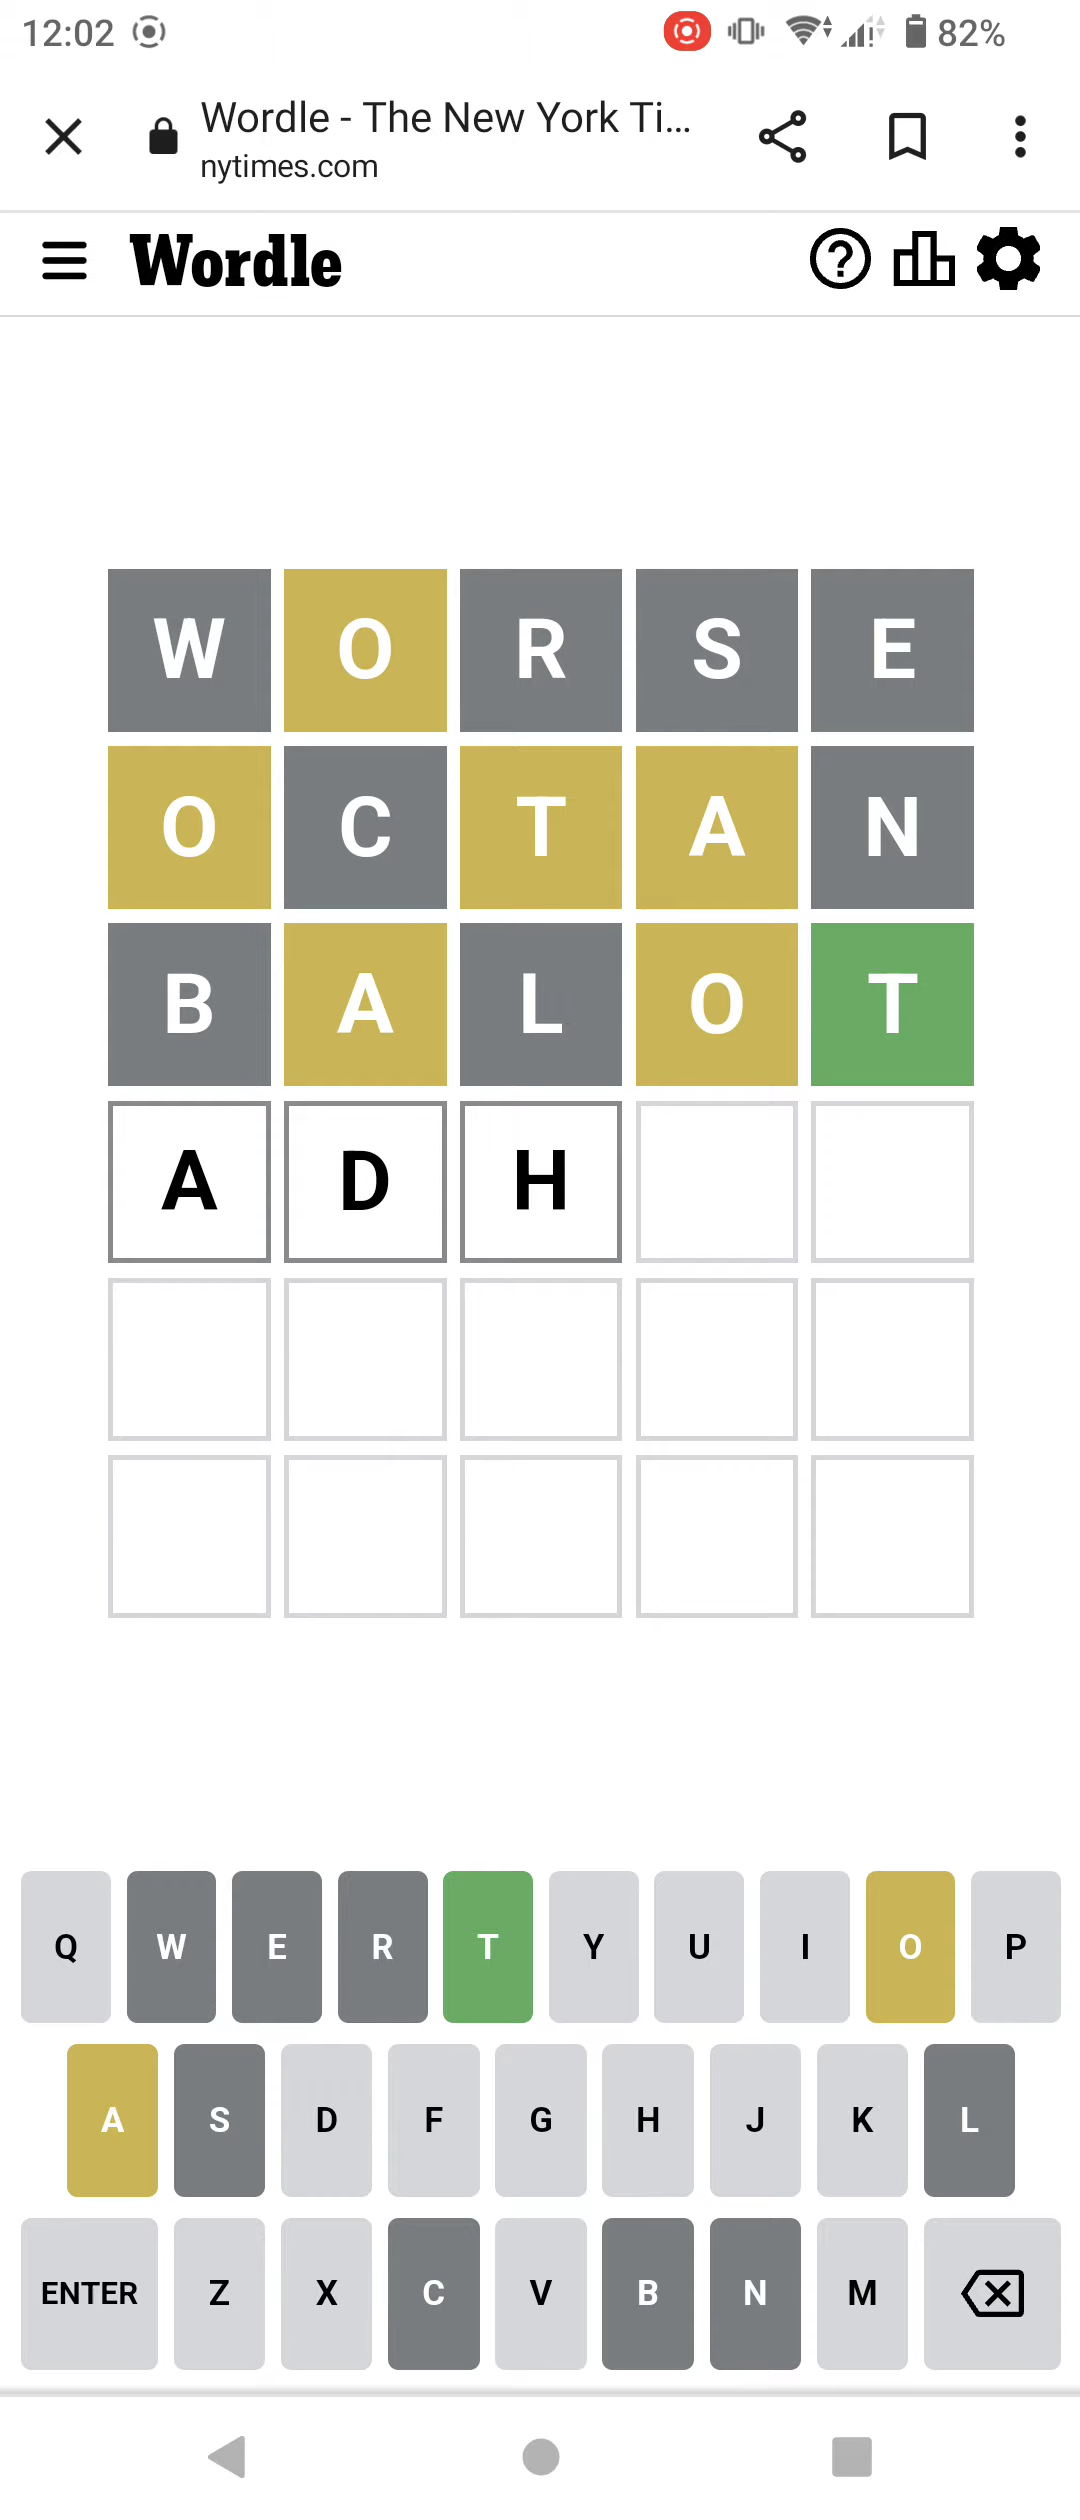 12:02 82%
Wordle - The New York Ti...
nytimes.com
Wordle
W O R S E
O C T A N
B A L O T
A D H
Q W E R T Y U I O P
A S D F G H J K L
ENTER Z X C V B N M